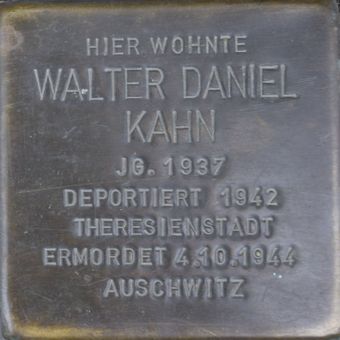 HIER WOHNTE
WALTER DANIEL
KAHN
JG. 1937
DEPORTIERT 1942
THERESIENSTADT
ERMORDET 4.10.1944
AUSCHWITZ